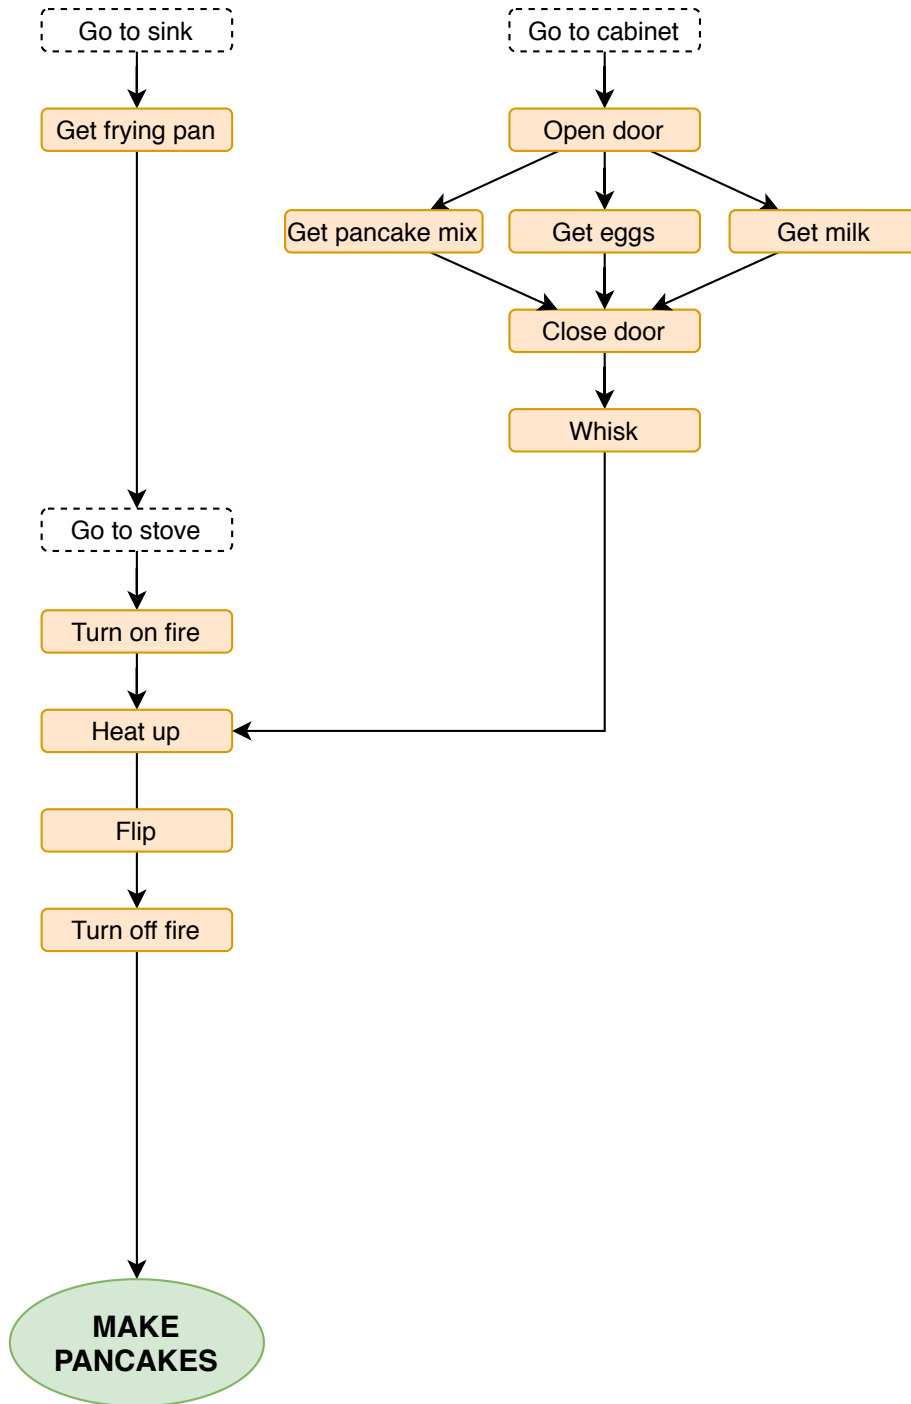 Go to sink
Go to cabinet
Get frying pan
Open door
Get pancake mix
Get eggs
Get milk
Close door
Whisk
Go to stove
Turn on fire
Heat up
Flip
Turn off fire
MAKE
PANCAKES